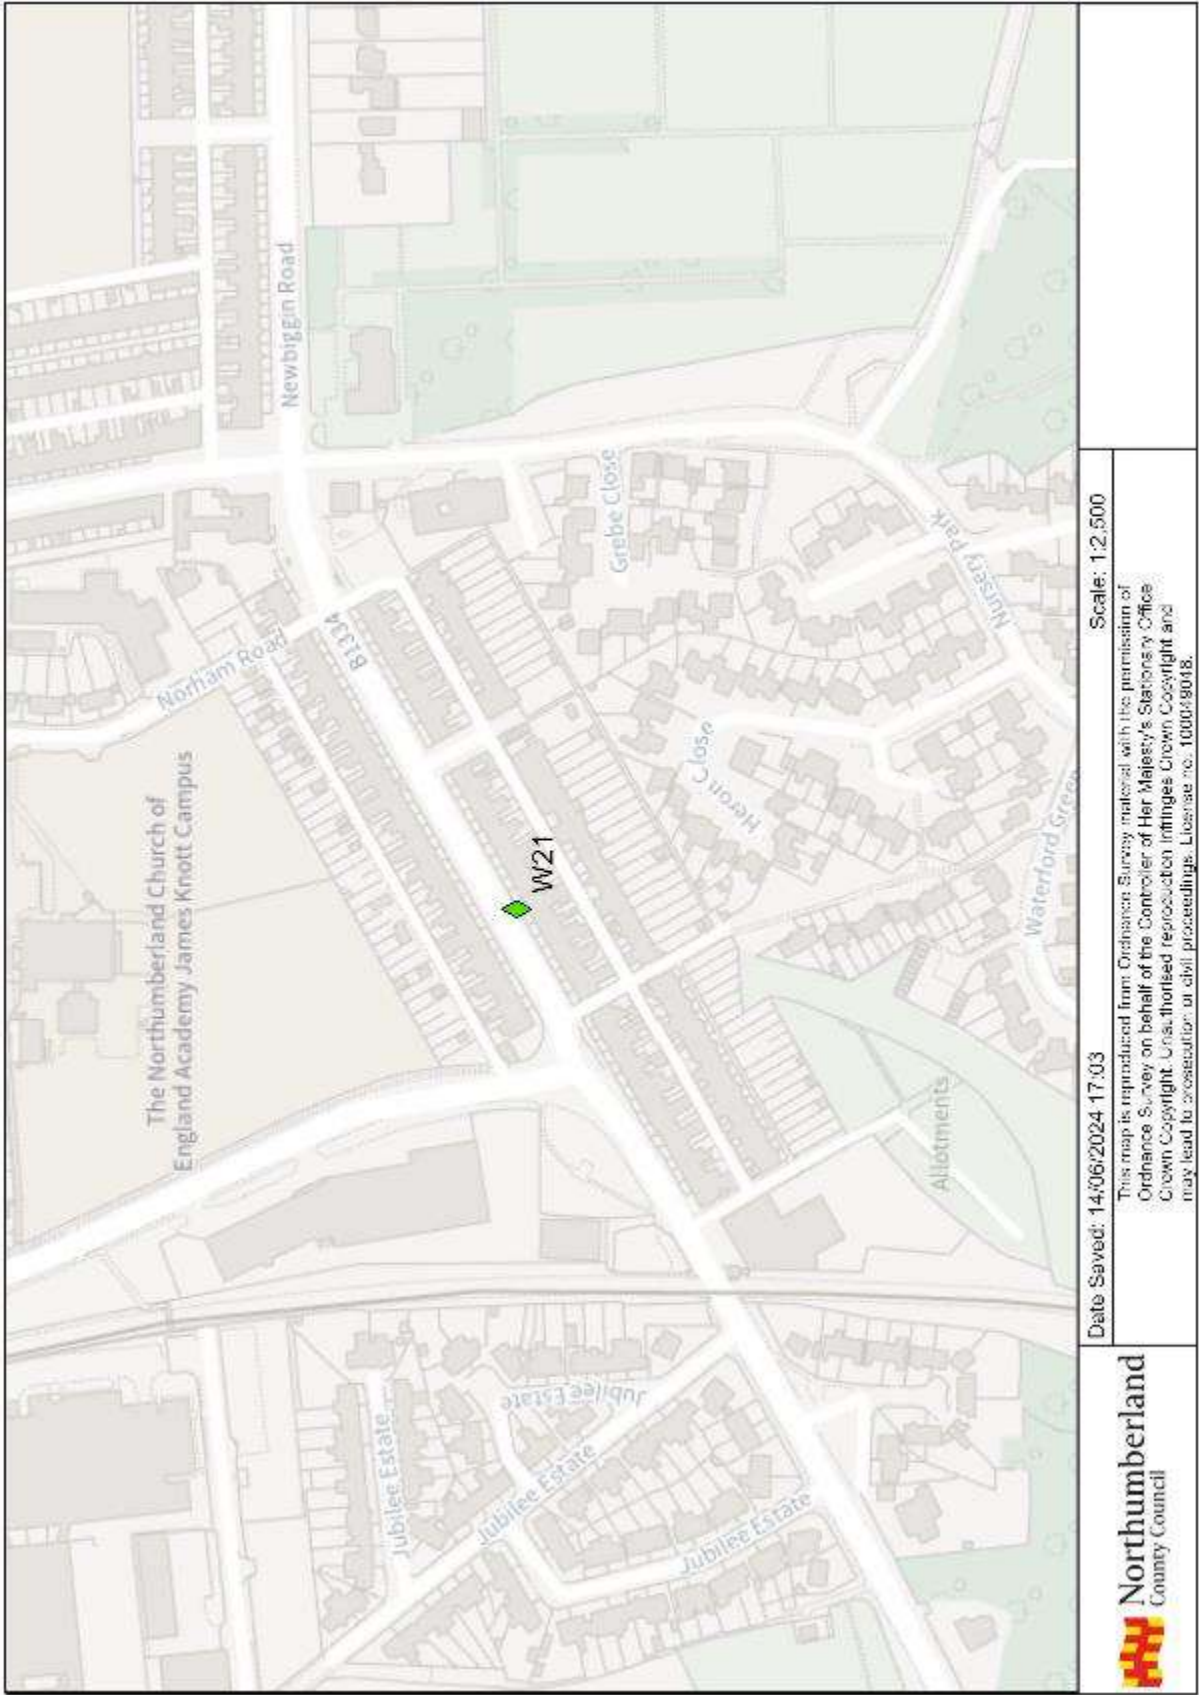 The Northumberland Church of
England Academy James Knott Campus
Norham Road
Newbiggin Road
B1334
W21
Grebe Close
Heron Close
Nursery Park
Waterford Green
Allotments
Jubilee Estate
Jubilee Estate
Jubilee Estate
Jubilee Estate
Northumberland
County Council
Date Saved: 14/06/2024 17:03
Scale: 1:2,500
This map is reproduced from Ordnance Survey material with the permission of
Ordnance Survey on behalf of the Controller of Her Majesty's Stationary Office
Crown Copyright. Unauthorised reproduction infringes Crown Copyright and
may lead to prosecution or civil proceedings. License no. 100049048.